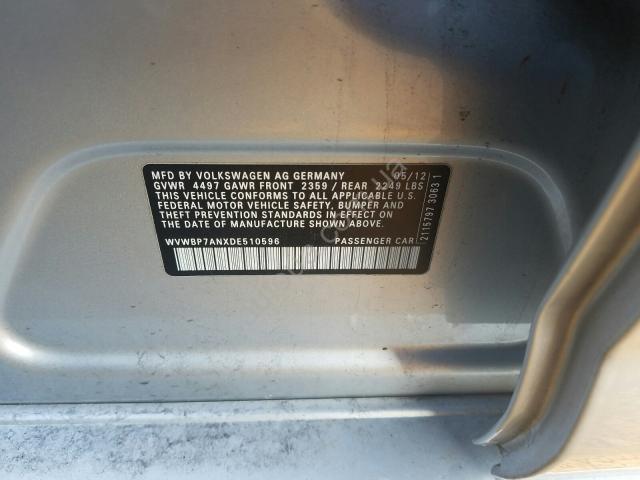 MFD BY VOLKSWAGEN AG GERMANY 05/12
GVWR 4497 GAWR FRONT 2359 / REAR 2249 LBS
THIS VEHICLE CONFORMS TO ALL APPLICABLE U.S.
FEDERAL MOTOR VEHICLE SAFETY, BUMPER AND
THEFT PREVENTION STANDARDS IN EFFECT ON THE
DATE OF MANUFACTURE SHOWN ABOVE.
WVWBP7ANXDE510596 PASSENGER CAR
2115797 30631